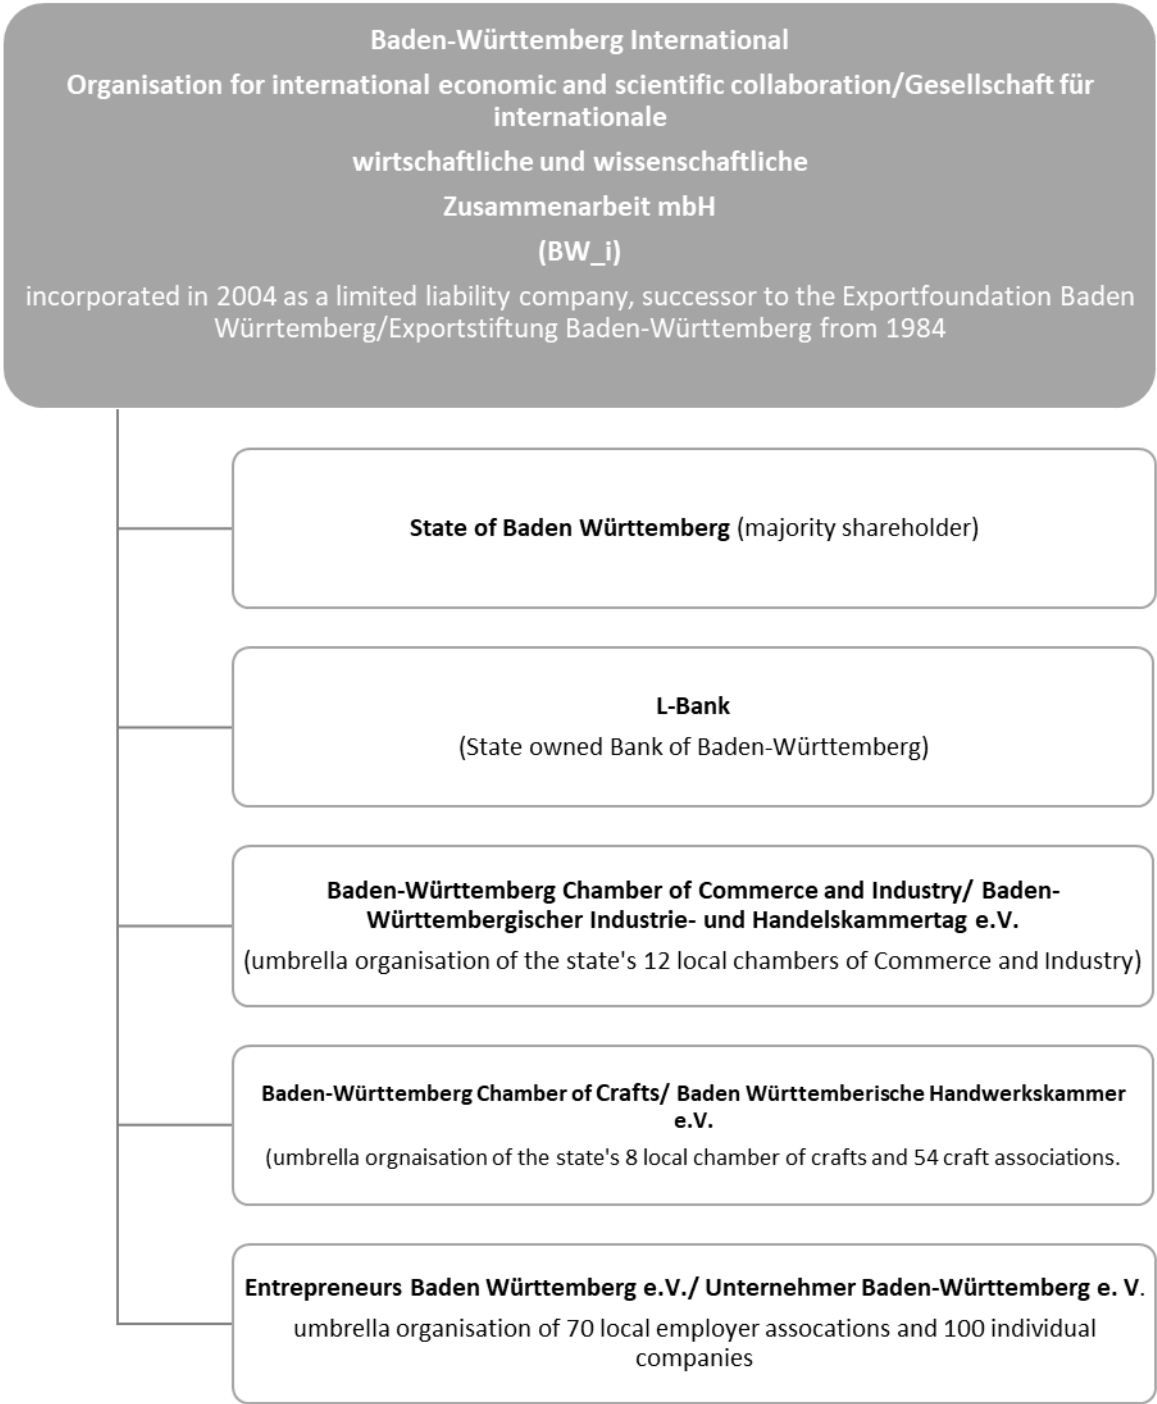 Baden-Württemberg International
Organisation for international economic and scientific collaboration/Gesellschaft für
internationale
wirtschaftliche und wissenschaftliche
Zusammenarbeit mbH
(BW_i)
incorporated in 2004 as a limited liability company, successor to the Exportfoundation Baden
Würrtemberg/Exportstiftung Baden-Württemberg from 1984
State of Baden Württemberg (majority shareholder)
L-Bank
(State owned Bank of Baden-Württemberg)
Baden-Württemberg Chamber of Commerce and Industry/ Baden-
Württembergischer Industrie- und Handelskammertag e.V.
(umbrella organisation of the state's 12 local chambers of Commerce and Industry)
Baden-Württemberg Chamber of Crafts/ Baden Württemberische Handwerkskammer
e.V.
(umbrella orgnaisation of the state's 8 local chamber of crafts and 54 craft associations.
Entrepreneurs Baden Württemberg e.V./ Unternehmer Baden-Württemberg e. V.
umbrella organisation of 70 local employer assocations and 100 individual
companies